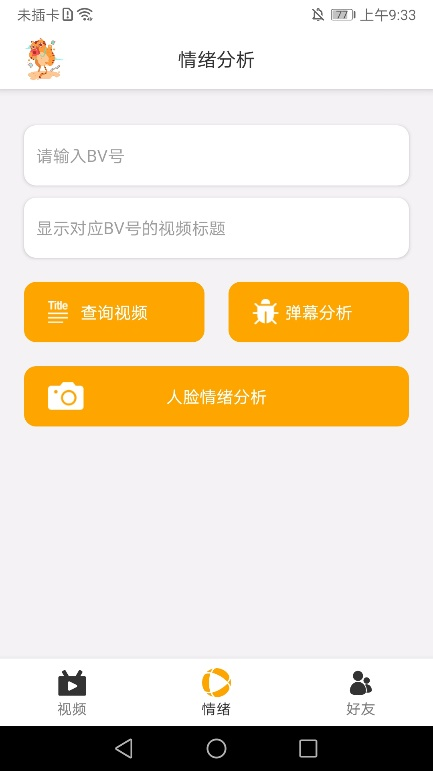 未插卡 77 上午9:33
情绪分析
请输入BV号
显示对应BV号的视频标题
Title 查询视频 弹幕分析
人脸情绪分析
视频 情绪 好友